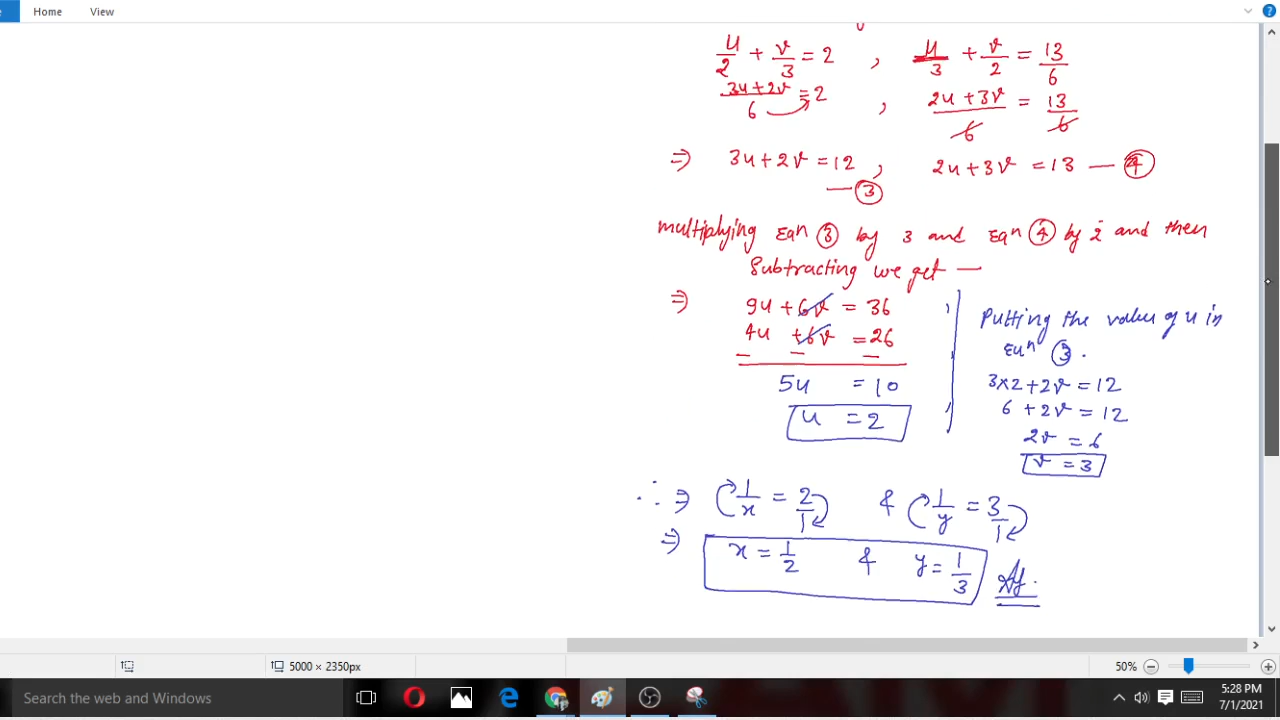 Home View
u/2 + v/3 = 2 , u/3 + v/2 = 13/6
(3u+2v)/6 = 2 , (2u+3v)/6 = 13/6
⇒ 3u+2v = 12 , 2u+3v = 13 — ④
— ③
multiplying Eqn ③ by 3 and Eqn ④ by 2 and then
Subtracting we get —
⇒ 9u + 6v = 36
4u + 6v = 26
− − −
5u = 10
u = 2
Putting the value of u in
Eqn ③.
3×2 + 2v = 12
6 + 2v = 12
2v = 6
v = 3
∴ ⇒ 1/x = 2/1 & 1/y = 3/1
⇒ x = 1/2 & y = 1/3
5000 × 2350px 50%
Search the web and Windows
5:28 PM
7/1/2021